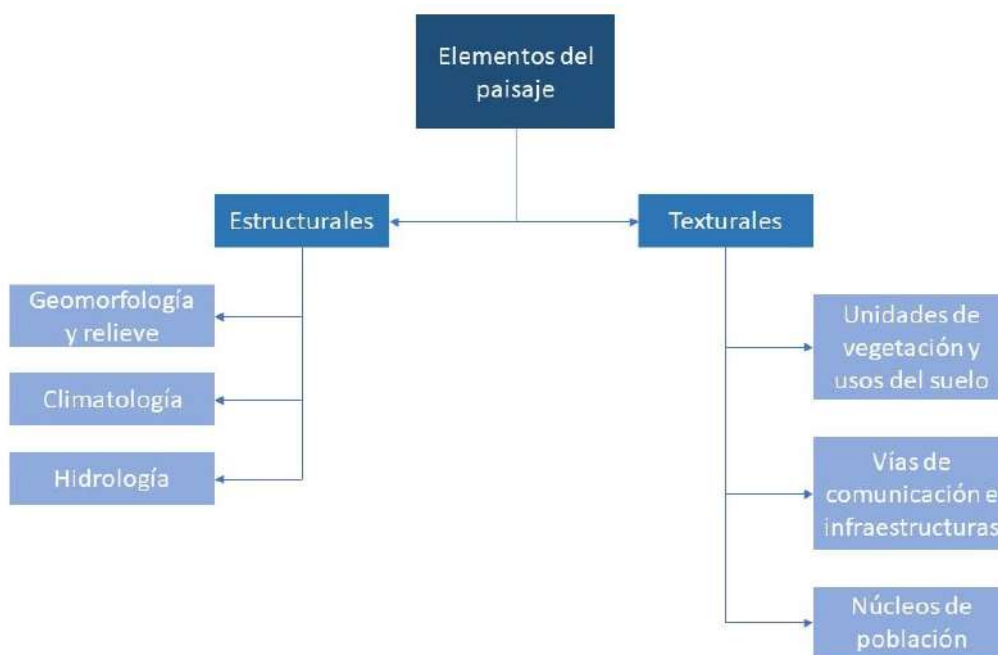 Elementos del
paisaje
Estructurales
Texturales
Geomorfología
y relieve
Climatología
Hidrología
Unidades de
vegetación y
usos del suelo
Vías de
comunicación e
infraestructuras
Núcleos de
población